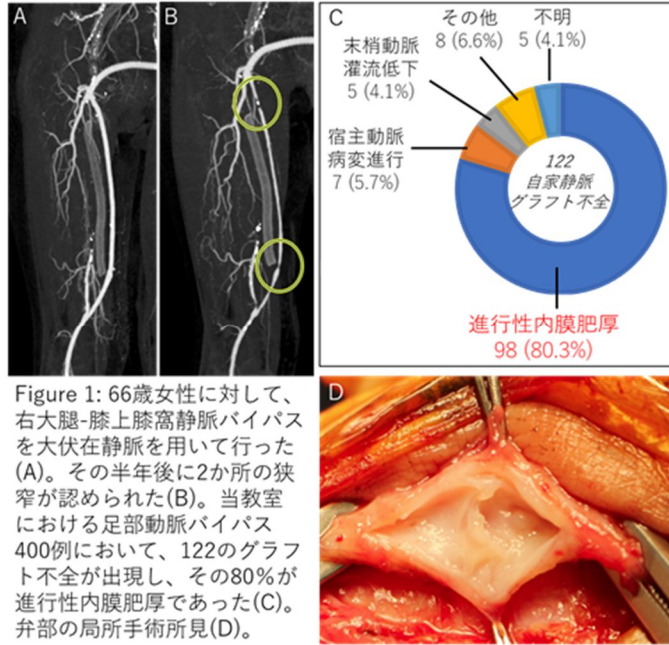 A
B
C
その他
8 (6.6%)
不明
5 (4.1%)
末梢動脈
灌流低下
5 (4.1%)
宿主動脈
病変進行
7 (5.7%)
122
自家静脈
グラフト不全
進行性内膜肥厚
98 (80.3%)
Figure 1: 66歳女性に対して、
右大腿-膝上膝窩静脈バイパス
を大伏在静脈を用いて行った
(A)。その半年後に2か所の狭
窄が認められた(B)。当教室
における足部動脈バイパス
400例において、122のグラフ
ト不全が出現し、その80%が
進行性内膜肥厚であった(C)。
弁部の局所手術所見(D)。
D